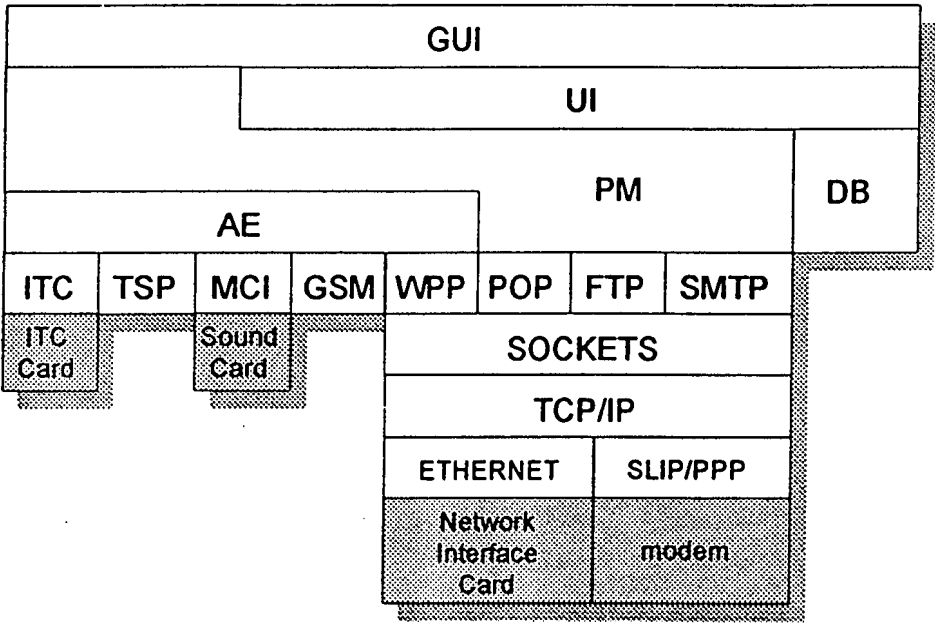 GUI
UI
PM
DB
AE
ITC TSP MCI GSM WPP POP FTP SMTP
ITC
Card
Sound
Card
SOCKETS
TCP/IP
ETHERNET SLIP/PPP
Network
Interface
Card
modem